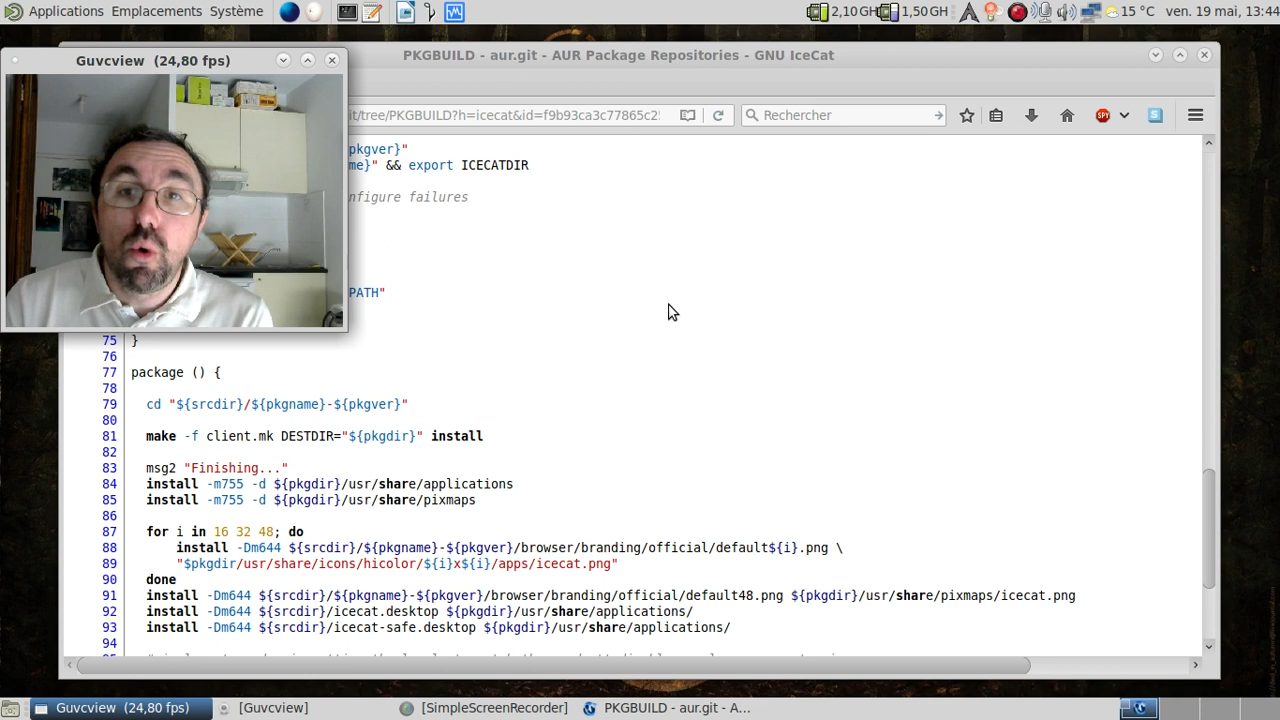 Applications Emplacements Système
2,10 GH 1,50 GH 15 °C ven. 19 mai, 13:44
PKGBUILD - aur.git - AUR Package Repositories - GNU IceCat
Guvcview (24,80 fps)
it/tree/PKGBUILD?h=icecat&id=f9b93ca3c77865c2 Rechercher
SPY
S
pkgver}"
me}" && export ICECATDIR
nfigure failures
PATH"
75 }
76
77 package () {
78
79 cd "${srcdir}/${pkgname}-${pkgver}"
80
81 make -f client.mk DESTDIR="${pkgdir}" install
82
83 msg2 "Finishing..."
84 install -m755 -d ${pkgdir}/usr/share/applications
85 install -m755 -d ${pkgdir}/usr/share/pixmaps
86
87 for i in 16 32 48; do
88 install -Dm644 ${srcdir}/${pkgname}-${pkgver}/browser/branding/official/default${i}.png \
89 "$pkgdir/usr/share/icons/hicolor/${i}x${i}/apps/icecat.png"
90 done
91 install -Dm644 ${srcdir}/${pkgname}-${pkgver}/browser/branding/official/default48.png ${pkgdir}/usr/share/pixmaps/icecat.png
92 install -Dm644 ${srcdir}/icecat.desktop ${pkgdir}/usr/share/applications/
93 install -Dm644 ${srcdir}/icecat-safe.desktop ${pkgdir}/usr/share/applications/
94
Guvcview (24,80 fps) [Guvcview] [SimpleScreenRecorder] PKGBUILD - aur.git - A...